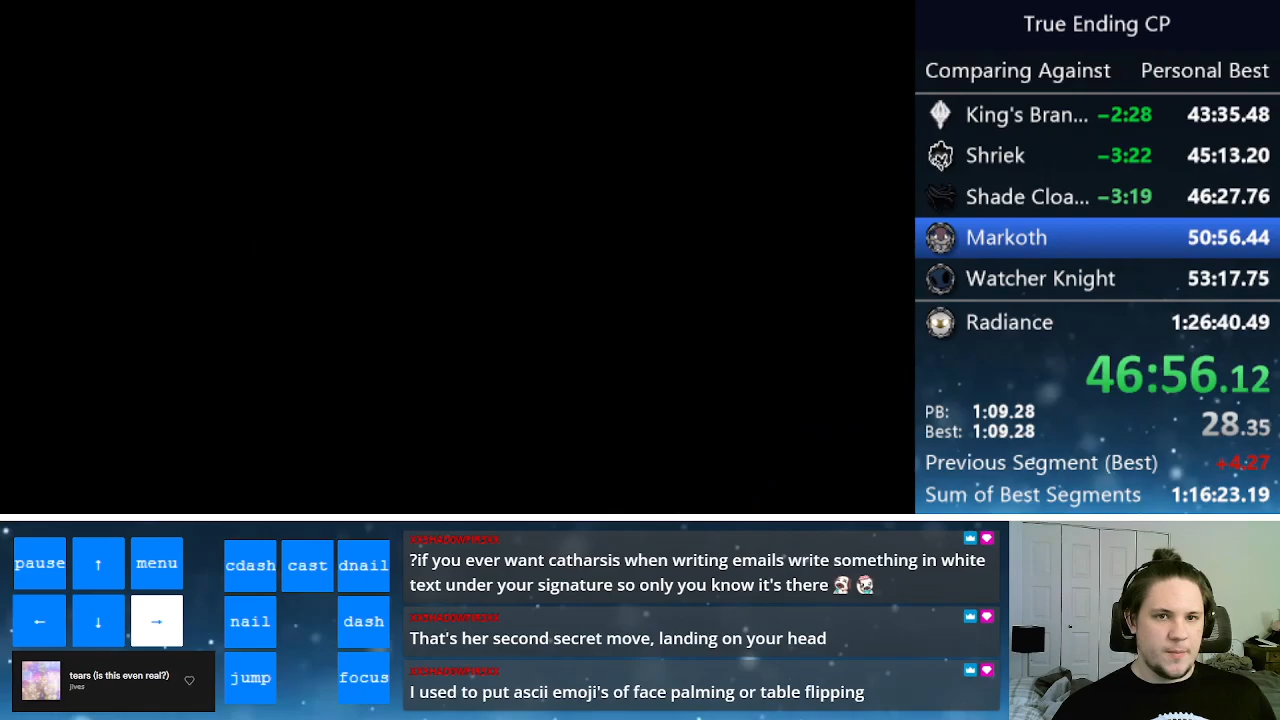 True Ending CP
Comparing Against Personal Best
King's Bran... −2:28 43:35.48
Shriek −3:22 45:13.20
Shade Cloa... −3:19 46:27.76
Markoth 50:56.44
Watcher Knight 53:17.75
Radiance 1:26:40.49
46:56.12
PB: 1:09.28
Best: 1:09.28
28.35
Previous Segment (Best) +4.27
Sum of Best Segments 1:16:23.19
pause ↑ menu
← ↓ →
cdash cast dnail
nail dash
jump focus
tears (is this even real?)
jives
?if you ever want catharsis when writing emails write something in white
text under your signature so only you know it's there
That's her second secret move, landing on your head
I used to put ascii emoji's of face palming or table flipping